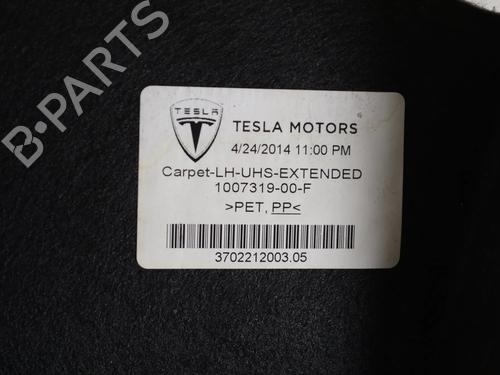 B-PARTS
TESLA
TESLA MOTORS
4/24/2014 11:00 PM
Carpet-LH-UHS-EXTENDED
1007319-00-F
>PET, PP<
3702212003.05